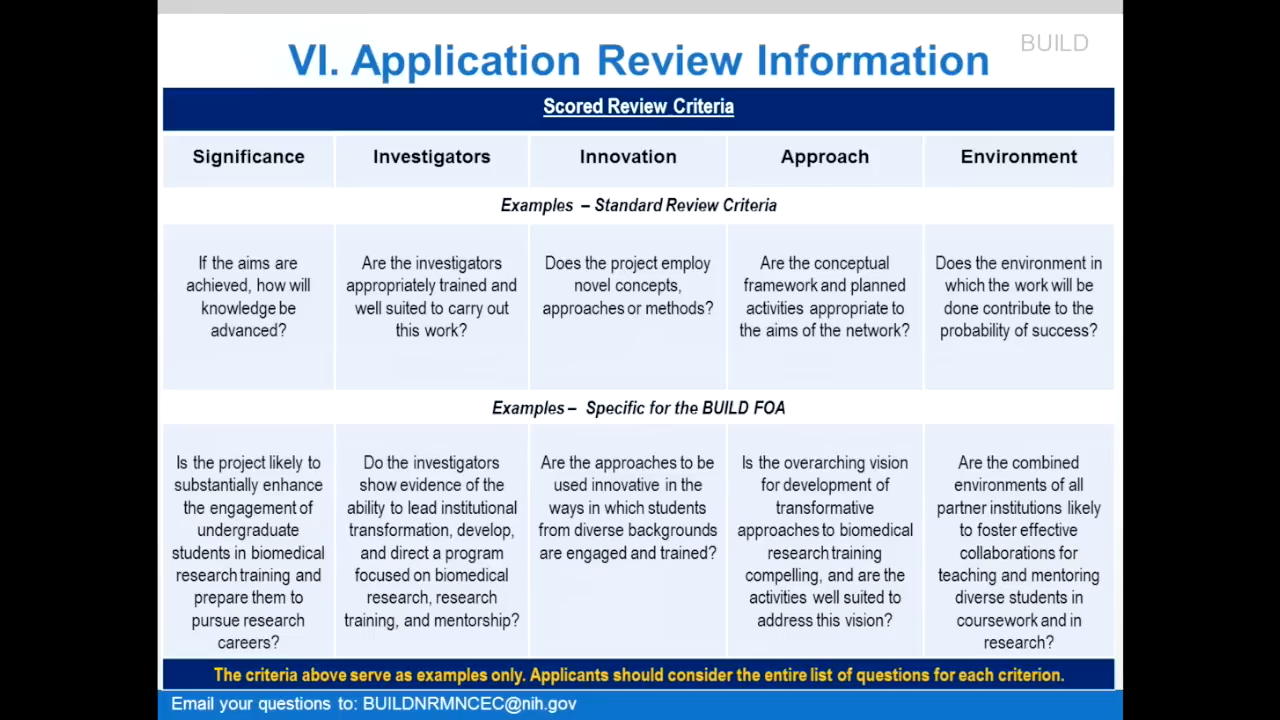 VI. Application Review Information
BUILD
Scored Review Criteria
Significance
Investigators
Innovation
Approach
Environment
Examples – Standard Review Criteria
If the aims are
achieved, how will
knowledge be
advanced?
Are the investigators
appropriately trained and
well suited to carry out
this work?
Does the project employ
novel concepts,
approaches or methods?
Are the conceptual
framework and planned
activities appropriate to
the aims of the network?
Does the environment in
which the work will be
done contribute to the
probability of success?
Examples – Specific for the BUILD FOA
Is the project likely to
substantially enhance
the engagement of
undergraduate
students in biomedical
research training and
prepare them to
pursue research
careers?
Do the investigators
show evidence of the
ability to lead institutional
transformation, develop,
and direct a program
focused on biomedical
research, research
training, and mentorship?
Are the approaches to be
used innovative in the
ways in which students
from diverse backgrounds
are engaged and trained?
Is the overarching vision
for development of
transformative
approaches to biomedical
research training
compelling, and are the
activities well suited to
address this vision?
Are the combined
environments of all
partner institutions likely
to foster effective
collaborations for
teaching and mentoring
diverse students in
coursework and in
research?
The criteria above serve as examples only. Applicants should consider the entire list of questions for each criterion.
Email your questions to: BUILDNRMNCEC@nih.gov